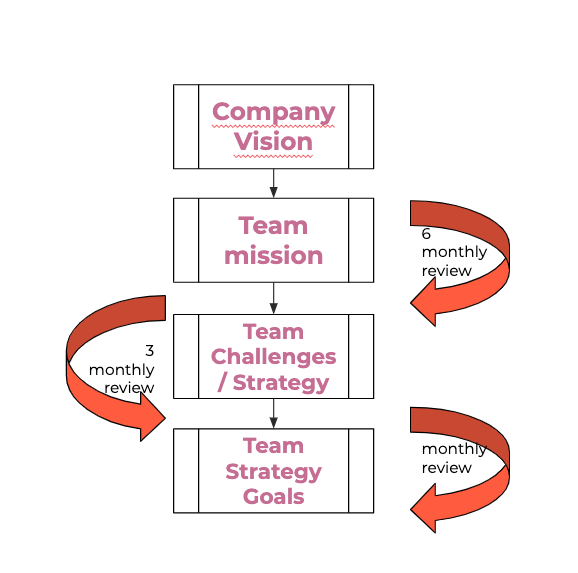 Company
Vision
Team
mission
6
monthly
review
Team
Challenges
/ Strategy
3
monthly
review
Team
Strategy
Goals
monthly
review